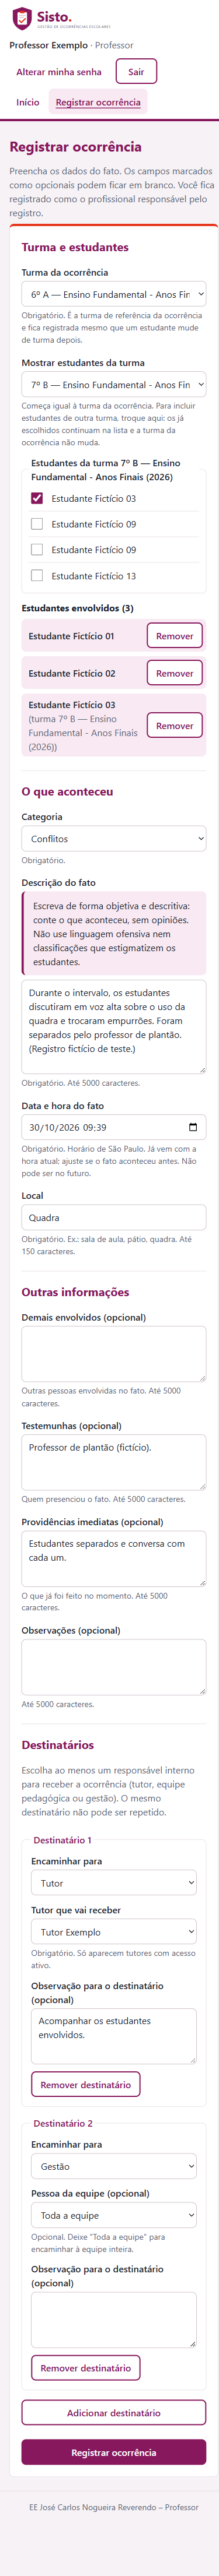 Sisto.
GESTÃO DE OCORRÊNCIAS ESCOLARES
Professor Exemplo · Professor
Alterar minha senha
Sair
Início
Registrar ocorrência
Registrar ocorrência
Preencha os dados do fato. Os campos marcados
como opcionais podem ficar em branco. Você fica
registrado como o profissional responsável pelo
registro.
Turma e estudantes
Turma da ocorrência
6º A — Ensino Fundamental - Anos Fin
Obrigatório. É a turma de referência da ocorrência
e fica registrada mesmo que um estudante mude
de turma depois.
Mostrar estudantes da turma
7º B — Ensino Fundamental - Anos Fin
Começa igual à turma da ocorrência. Para incluir
estudantes de outra turma, troque aqui: os já
escolhidos continuam na lista e a turma da
ocorrência não muda.
Estudantes da turma 7º B — Ensino
Fundamental - Anos Finais (2026)
Estudante Fictício 03
Estudante Fictício 09
Estudante Fictício 09
Estudante Fictício 13
Estudantes envolvidos (3)
Estudante Fictício 01
Remover
Estudante Fictício 02
Remover
Estudante Fictício 03
(turma 7º B — Ensino
Fundamental - Anos Finais
(2026))
Remover
O que aconteceu
Categoria
Conflitos
Obrigatório.
Descrição do fato
Escreva de forma objetiva e descritiva:
conte o que aconteceu, sem opiniões.
Não use linguagem ofensiva nem
classificações que estigmatizem os
estudantes.
Durante o intervalo, os estudantes
discutiram em voz alta sobre o uso da
quadra e trocaram empurrões. Foram
separados pelo professor de plantão.
(Registro fictício de teste.)
Obrigatório. Até 5000 caracteres.
Data e hora do fato
30/10/2026 09:39
Obrigatório. Horário de São Paulo. Já vem com a
hora atual; ajuste se o fato aconteceu antes. Não
pode ser no futuro.
Local
Quadra
Obrigatório. Ex.: sala de aula, pátio, quadra. Até
150 caracteres.
Outras informações
Demais envolvidos (opcional)
Outras pessoas envolvidas no fato. Até 5000
caracteres.
Testemunhas (opcional)
Professor de plantão (fictício).
Quem presenciou o fato. Até 5000 caracteres.
Providências imediatas (opcional)
Estudantes separados e conversa com
cada um.
O que já foi feito no momento. Até 5000
caracteres.
Observações (opcional)
Até 5000 caracteres.
Destinatários
Escolha ao menos um responsável interno
para receber a ocorrência (tutor, equipe
pedagógica ou gestão). O mesmo
destinatário não pode ser repetido.
Destinatário 1
Encaminhar para
Tutor
Tutor que vai receber
Tutor Exemplo
Obrigatório. Só aparecem tutores com acesso
ativo.
Observação para o destinatário
(opcional)
Acompanhar os estudantes
envolvidos.
Remover destinatário
Destinatário 2
Encaminhar para
Gestão
Pessoa da equipe (opcional)
Toda a equipe
Opcional. Deixe "Toda a equipe" para
encaminhar à equipe inteira.
Observação para o destinatário
(opcional)
Remover destinatário
Adicionar destinatário
Registrar ocorrência
EE José Carlos Nogueira Reverendo – Professor